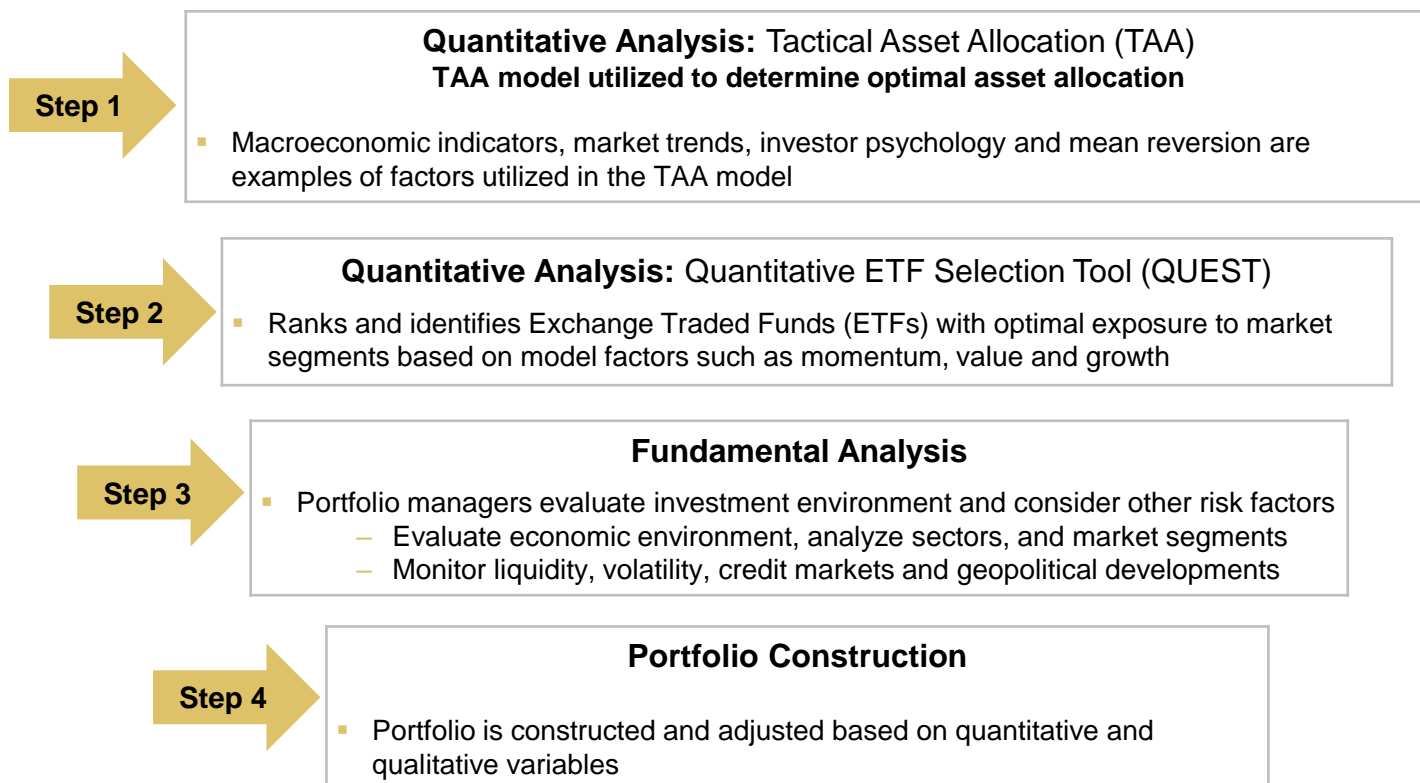 Quantitative Analysis: Tactical Asset Allocation (TAA)
TAA model utilized to determine optimal asset allocation
Step 1
▪ Macroeconomic indicators, market trends, investor psychology and mean reversion are
examples of factors utilized in the TAA model
Quantitative Analysis: Quantitative ETF Selection Tool (QUEST)
Step 2
▪ Ranks and identifies Exchange Traded Funds (ETFs) with optimal exposure to market
segments based on model factors such as momentum, value and growth
Fundamental Analysis
Step 3
▪ Portfolio managers evaluate investment environment and consider other risk factors
– Evaluate economic environment, analyze sectors, and market segments
– Monitor liquidity, volatility, credit markets and geopolitical developments
Portfolio Construction
Step 4
▪ Portfolio is constructed and adjusted based on quantitative and
qualitative variables